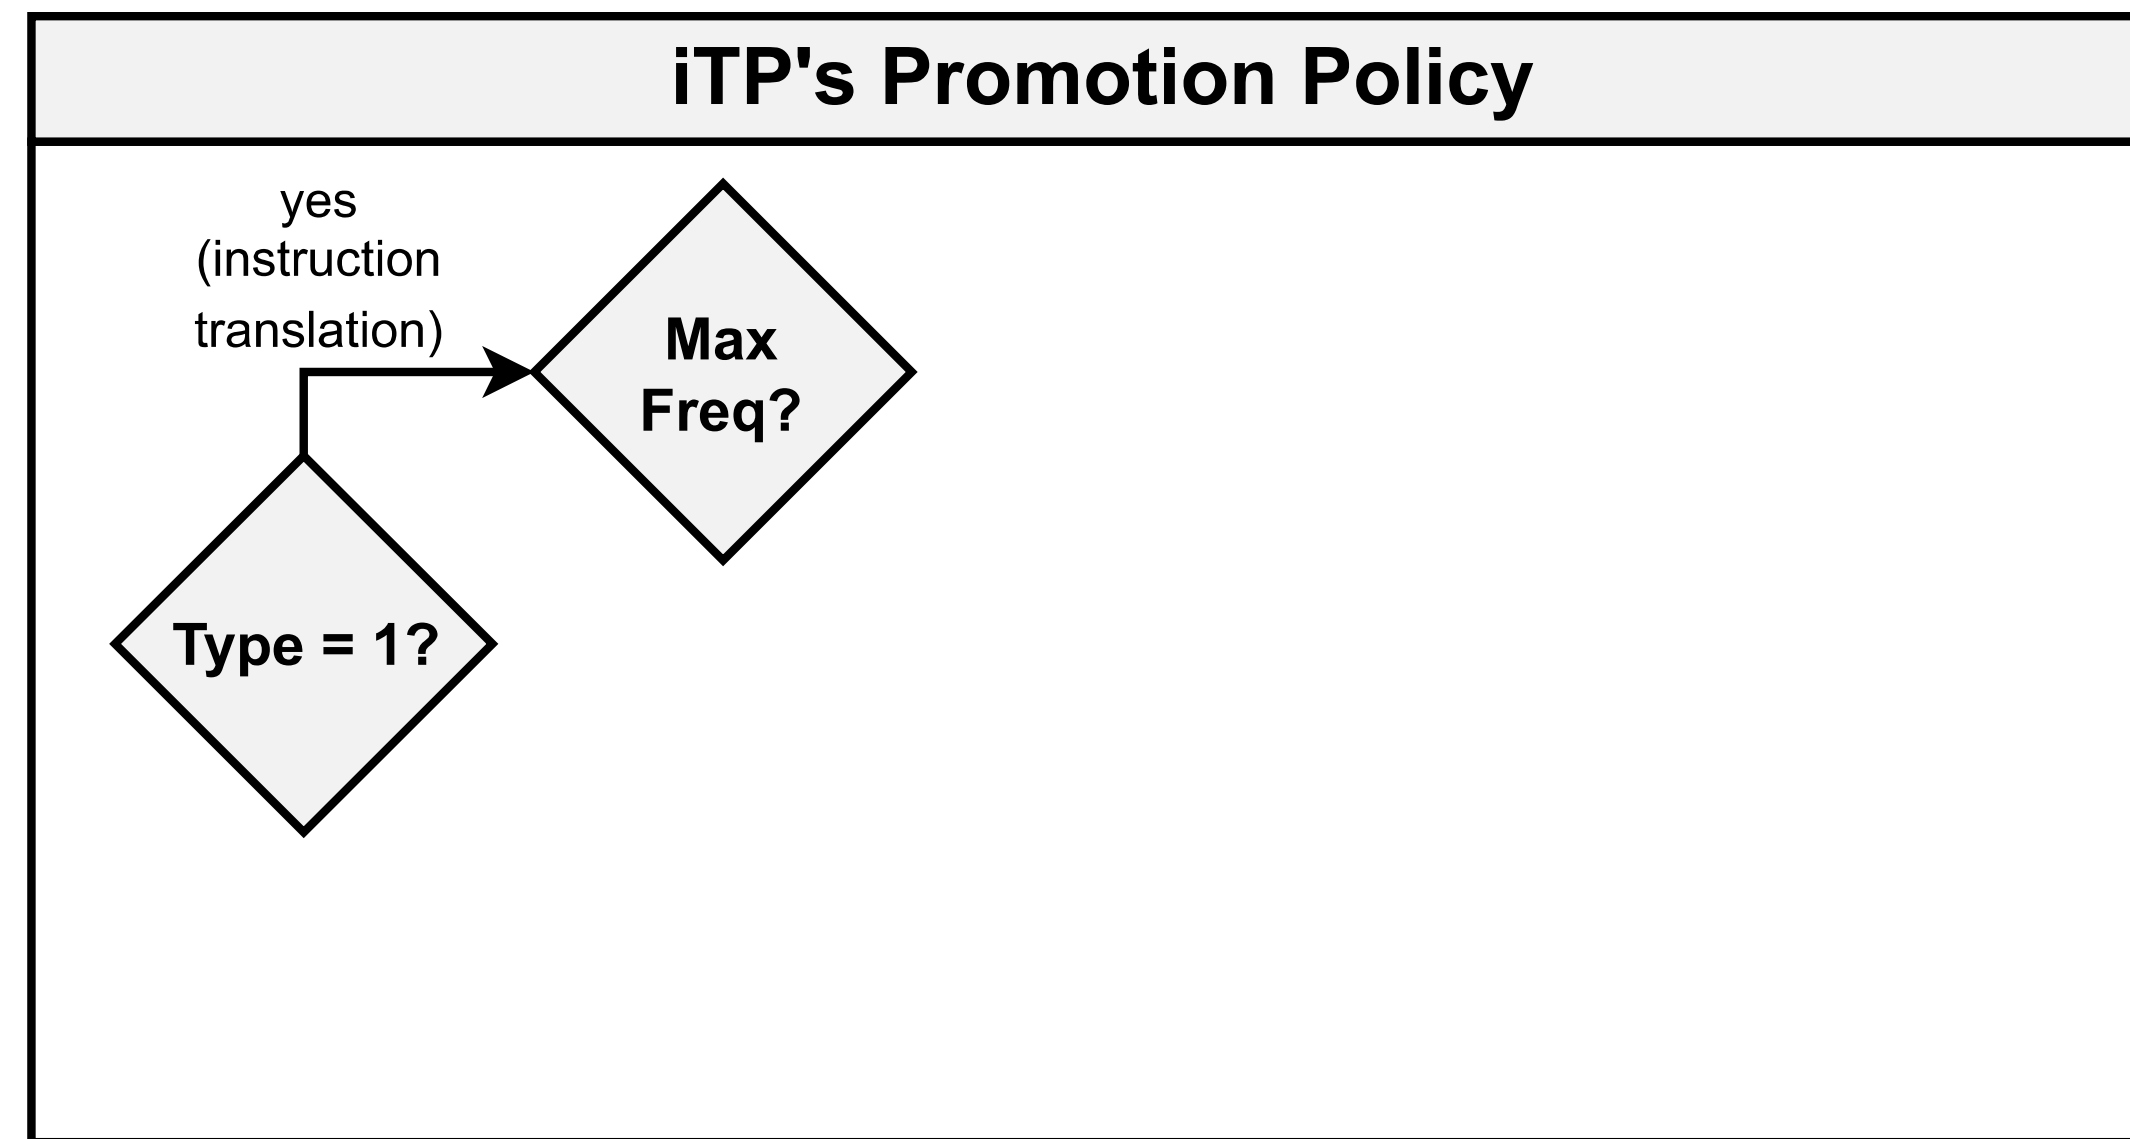 iTP's Promotion Policy
yes
(instruction
translation)
Max
Freq?
Type = 1?